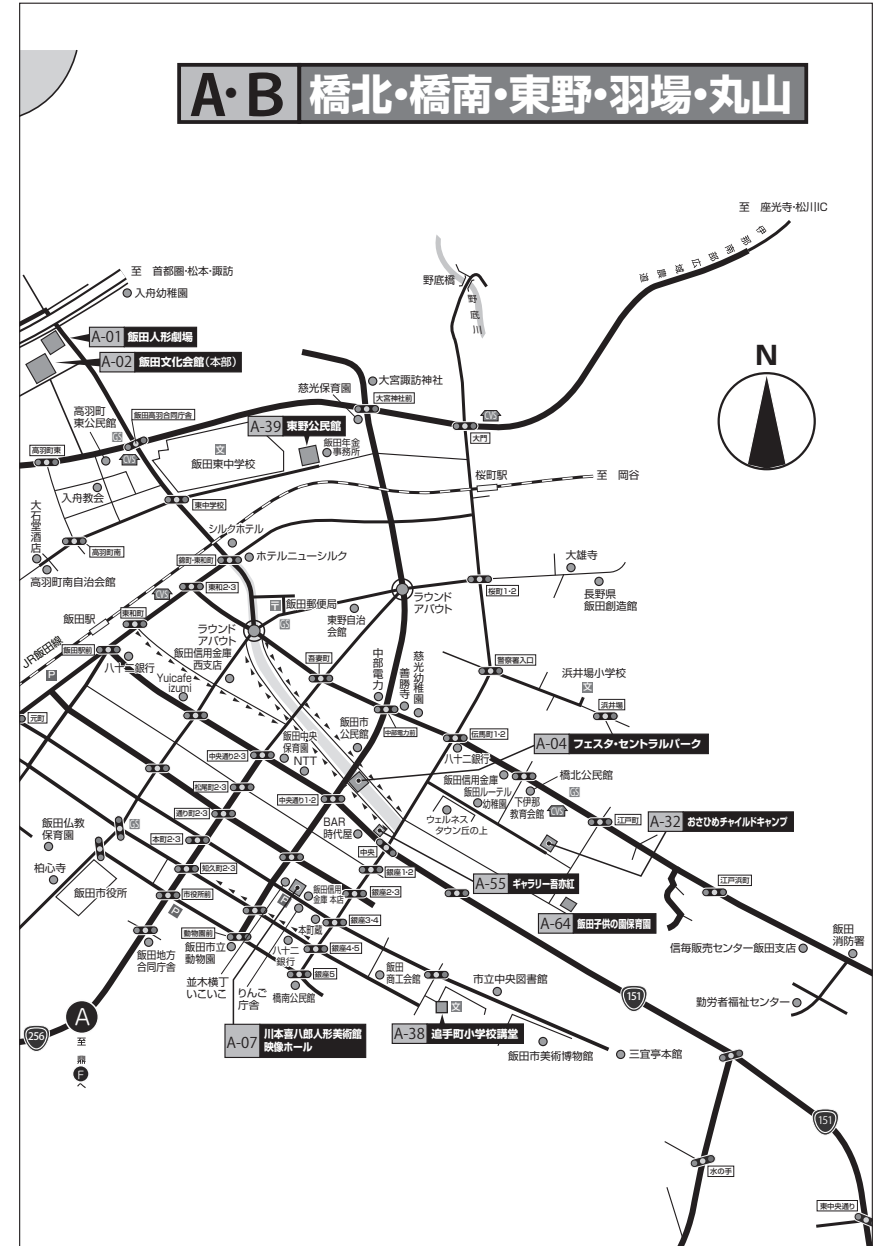 A・B 橋北・橋南・東野・羽場・丸山
至 座光寺・松川IC
伊那南部広域農道
至 首都圏・松本・諏訪
入舟幼稚園
野底橋
野底川
A-01 飯田人形劇場
A-02 飯田文化会館(本部)
N
大宮諏訪神社
慈光保育園
大宮神社前
高羽町
東公民館
飯田高羽合同庁舎
A-39 東野公民館
CVS
大門
GS
文
飯田東中学校
飯田年金
事務所
高羽町東
CVS
入舟教会
桜町駅
至 岡谷
東中学校
大石堂酒店
シルクホテル
高羽町南
錦町・東和町
ホテルニューシルク
大雄寺
高羽町南自治会館
東和2-3
CVS
桜町1・2
長野県
飯田創造館
飯田駅
東和町
〒 飯田郵便局
GS
東野自治
会館
ラウンド
アバウト
JR飯田線
飯田駅前
ラウンド
アバウト
飯田信用金庫
西支店
吾妻町
中部電力
善勝寺
慈光幼稚園
警察署入口
浜井場小学校
文
P
八十二銀行
Yuicafe
izumi
浜井場
元町
飯田中央
保育園
飯田市
公民館
中部電力前
伝馬町1・2
A-04 フェスタ・セントラルパーク
中央通り2・3
NTT
八十二銀行
飯田信用金庫
橋北公民館
飯田ルーテル
幼稚園
下伊那
教育会館
GS
CVS
松尾町2・3
中央通り1・2
通り町2・3
BAR
時代屋
ウェルネス
タウン丘の上
江戸町
A-32 おさひめチャイルドキャンプ
飯田仏教
保育園
GS
本町2・3
中央
柏心寺
知久町2・3
銀座1・2
A-55 ギャラリー吾亦紅
江戸浜町
飯田市役所
市役所前
P
飯田信用
金庫 本店
銀座2・3
P
A-64 飯田子供の園保育園
本町蔵
銀座3・4
動物園前
飯田市立
動物園
八十二
銀行
銀座4・5
飯田地方
合同庁舎
信毎販売センター飯田支店
飯田
消防署
並木横丁
いこいこ
りんご
庁舎
銀座5
橋南公民館
飯田
商工会館
市立中央図書館
151
勤労者福祉センター
A
至 鼎 F へ
256
A-07 川本喜八郎人形美術館
映像ホール
A-38 追手町小学校講堂
文
飯田市美術博物館
三宜亭本館
151
水の手
東中央通り